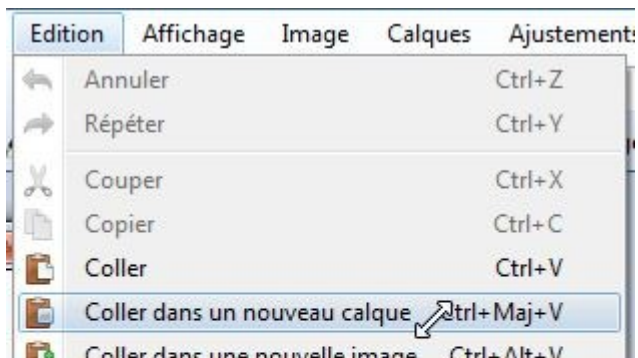 Edition Affichage Image Calques Ajustements
Annuler Ctrl+Z
Répéter Ctrl+Y
Couper Ctrl+X
Copier Ctrl+C
Coller Ctrl+V
Coller dans un nouveau calque Ctrl+Maj+V
Coller dans une nouvelle image Ctrl+Alt+V